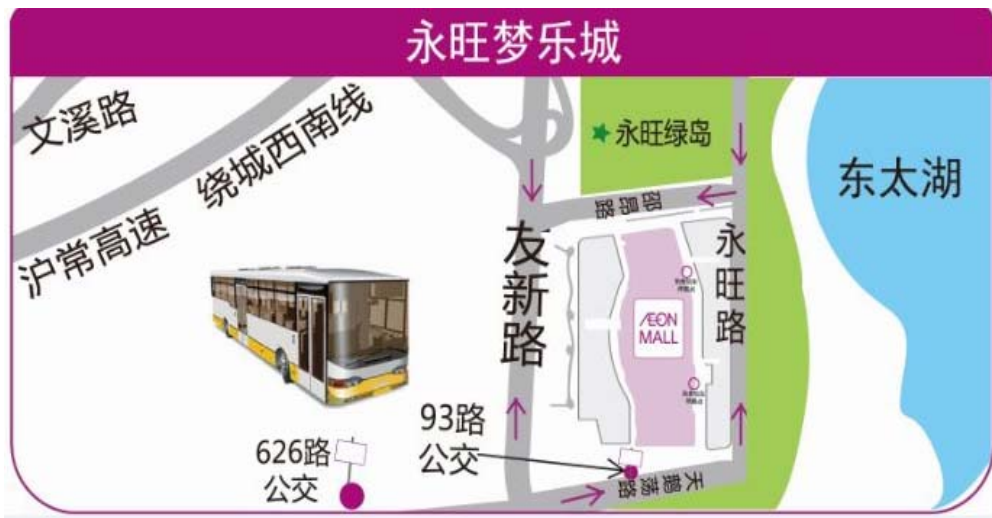 永旺梦乐城
文溪路
绕城西南线
沪常高速
永旺绿岛
东太湖
邵昂路
友新路
永旺路
ÆON
MALL
93路
公交
626路
公交
天鹅荡路